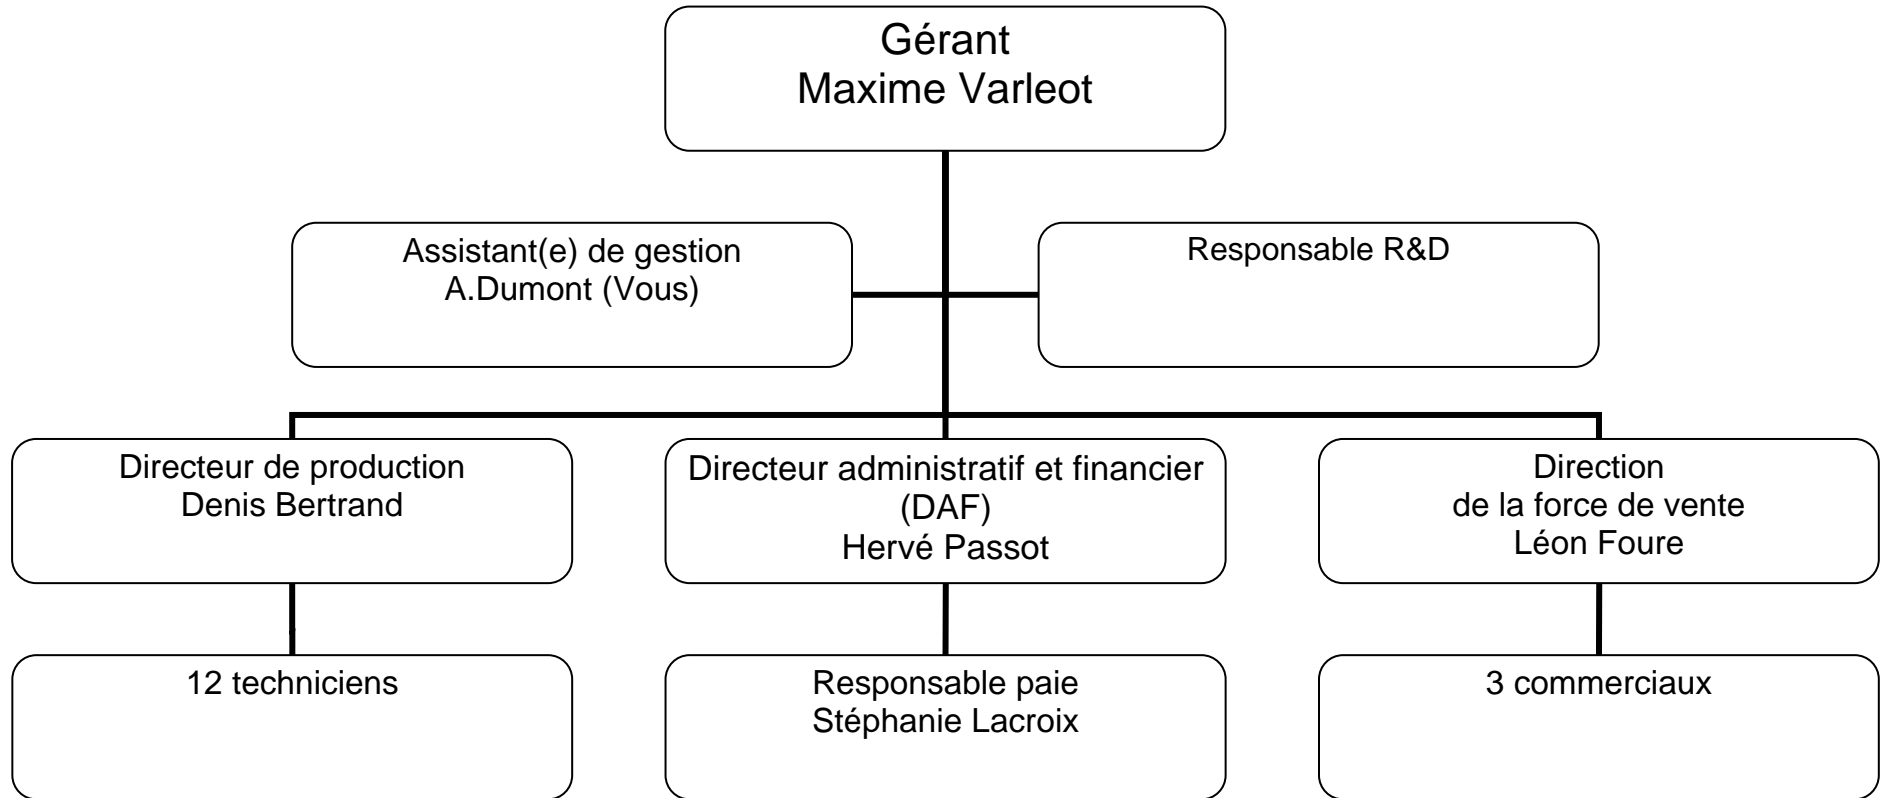 Gérant
Maxime Varleot
Assistant(e) de gestion
A.Dumont (Vous)
Responsable R&D
Directeur de production
Denis Bertrand
Directeur administratif et financier
(DAF)
Hervé Passot
Direction
de la force de vente
Léon Foure
12 techniciens
Responsable paie
Stéphanie Lacroix
3 commerciaux